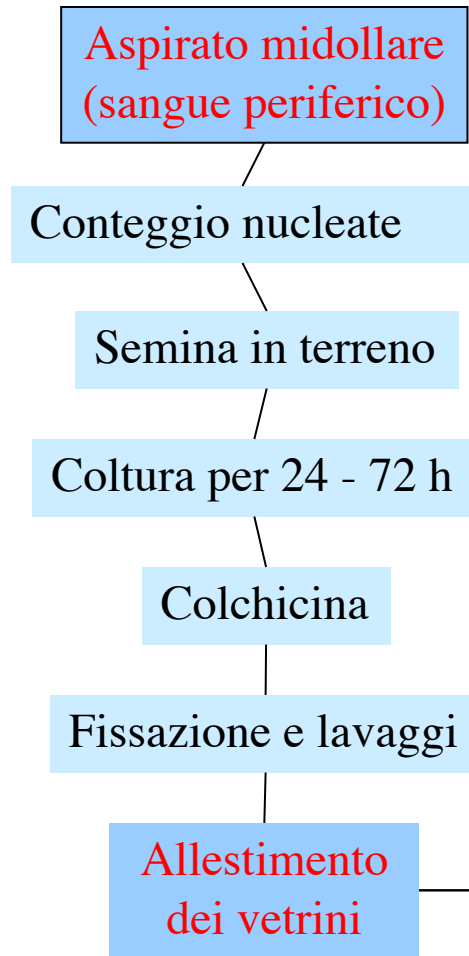 Aspirato midollare
(sangue periferico)
Conteggio nucleate
Semina in terreno
Coltura per 24 - 72 h
Colchicina
Fissazione e lavaggi
Allestimento
dei vetrini